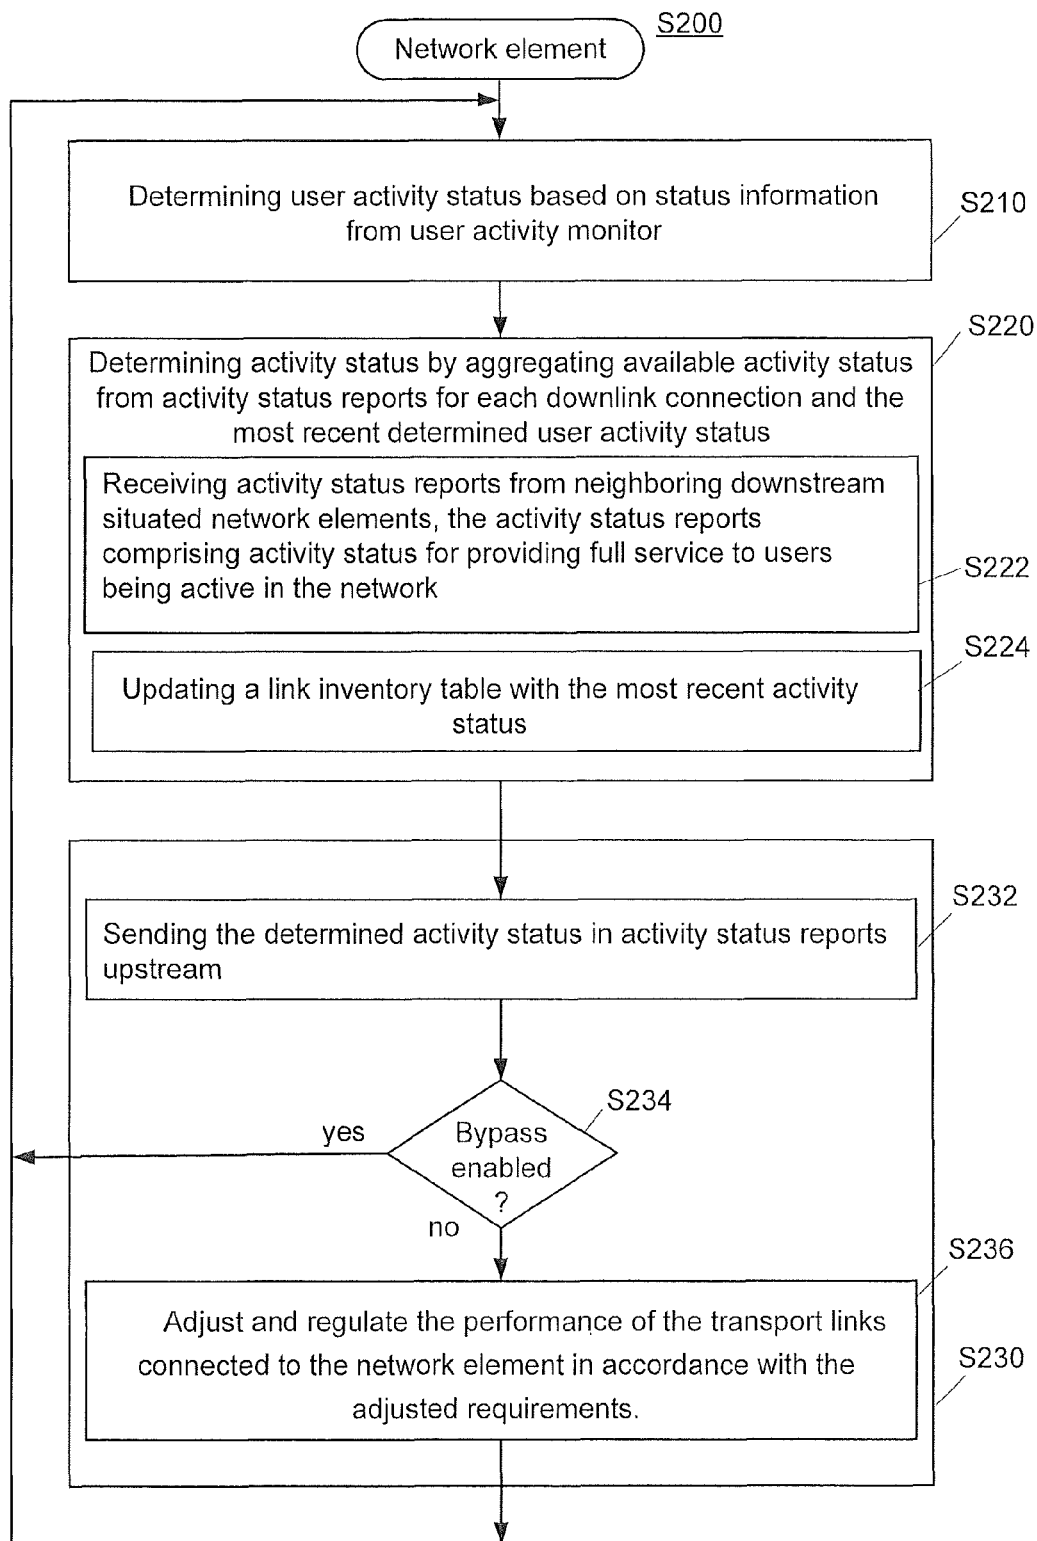 S200
Network element
Determining user activity status based on status information
from user activity monitor
S210
S220
Determining activity status by aggregating available activity status
from activity status reports for each downlink connection and the
most recent determined user activity status
Receiving activity status reports from neighboring downstream
situated network elements, the activity status reports
comprising activity status for providing full service to users
being active in the network
S222
S224
Updating a link inventory table with the most recent activity
status
S232
Sending the determined activity status in activity status reports
upstream
S234
yes
Bypass
enabled
?
no
S236
Adjust and regulate the performance of the transport links
connected to the network element in accordance with the
adjusted requirements.
S230